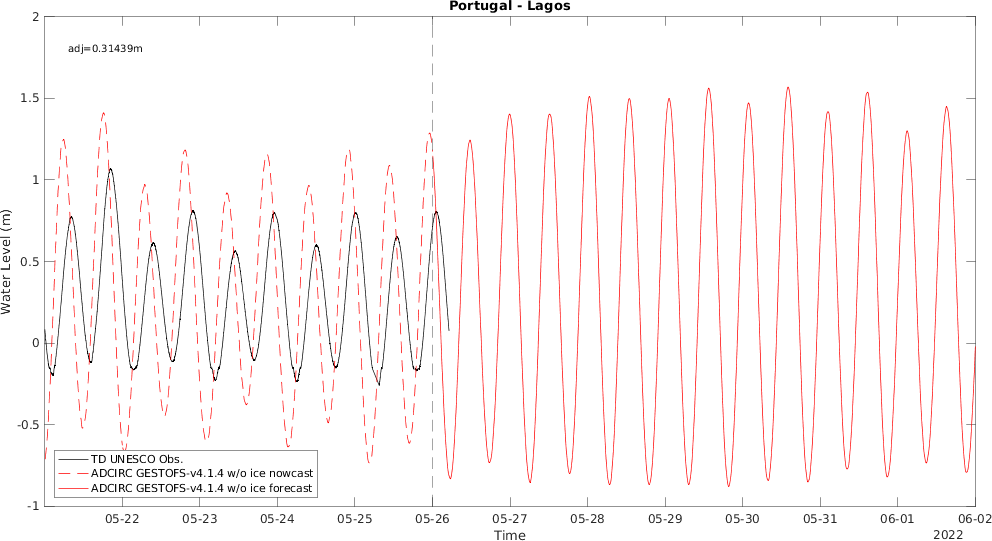 Portugal - Lagos
adj=0.31439m
Water Level (m)
2
1.5
1
0.5
0
-0.5
-1
TD UNESCO Obs.
ADCIRC GESTOFS-v4.1.4 w/o ice nowcast
ADCIRC GESTOFS-v4.1.4 w/o ice forecast
05-22 05-23 05-24 05-25 05-26 05-27 05-28 05-29 05-30 05-31 06-01 06-02
Time
2022